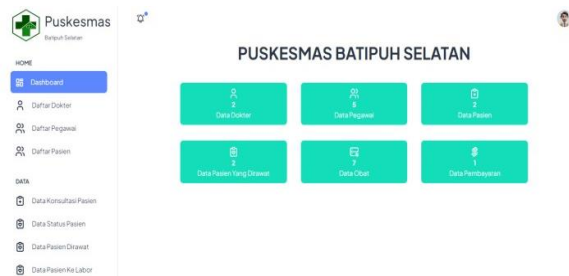 Puskesmas
Batipuh Selatan
HOME
Dashboard
Daftar Dokter
Daftar Pegawai
Daftar Pasien
DATA
Data Konsultasi Pasien
Data Status Pasien
Data Pasien Dirawat
Data Pasien Ke Labor
PUSKESMAS BATIPUH SELATAN
2
Data Dokter
5
Data Pegawai
2
Data Pasien
2
Data Pasien Yang Dirawat
7
Data Obat
1
Data Pembayaran